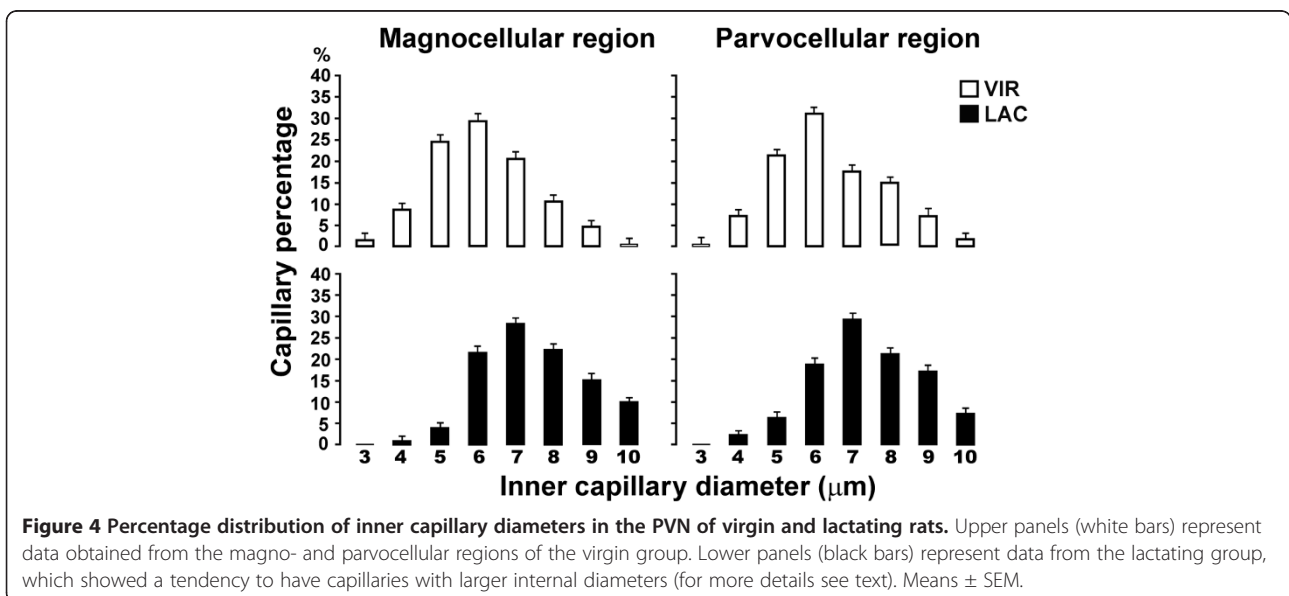 Magnocellular region Parvocellular region
%
40
35
30
25
20
15
10
5
0
VIR
LAC
Capillary percentage
40
35
30
25
20
15
10
5
0
3 4 5 6 7 8 9 10 3 4 5 6 7 8 9 10
Inner capillary diameter (μm)
Figure 4 Percentage distribution of inner capillary diameters in the PVN of virgin and lactating rats. Upper panels (white bars) represent
data obtained from the magno- and parvocellular regions of the virgin group. Lower panels (black bars) represent data from the lactating group,
which showed a tendency to have capillaries with larger internal diameters (for more details see text). Means ± SEM.